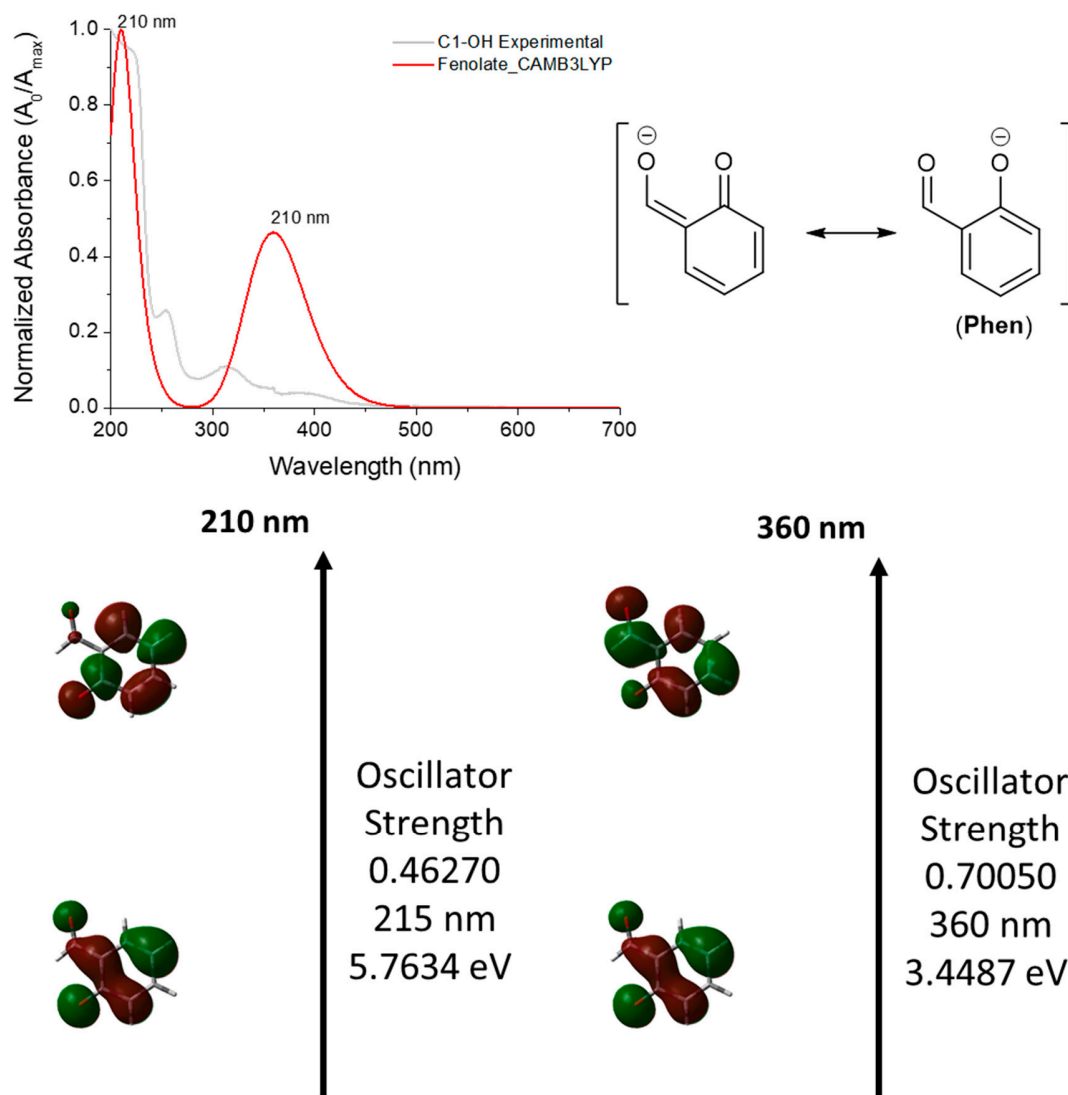 210 nm
C1-OH Experimental
Fenolate_CAMB3LYP
210 nm
Normalized Absorbance (A0/Amax)
1.0
0.8
0.6
0.4
0.2
0.0
200
300
400
500
600
700
Wavelength (nm)
O
O
O
O
(Phen)
210 nm
Oscillator
Strength
0.46270
215 nm
5.7634 eV
360 nm
Oscillator
Strength
0.70050
360 nm
3.4487 eV